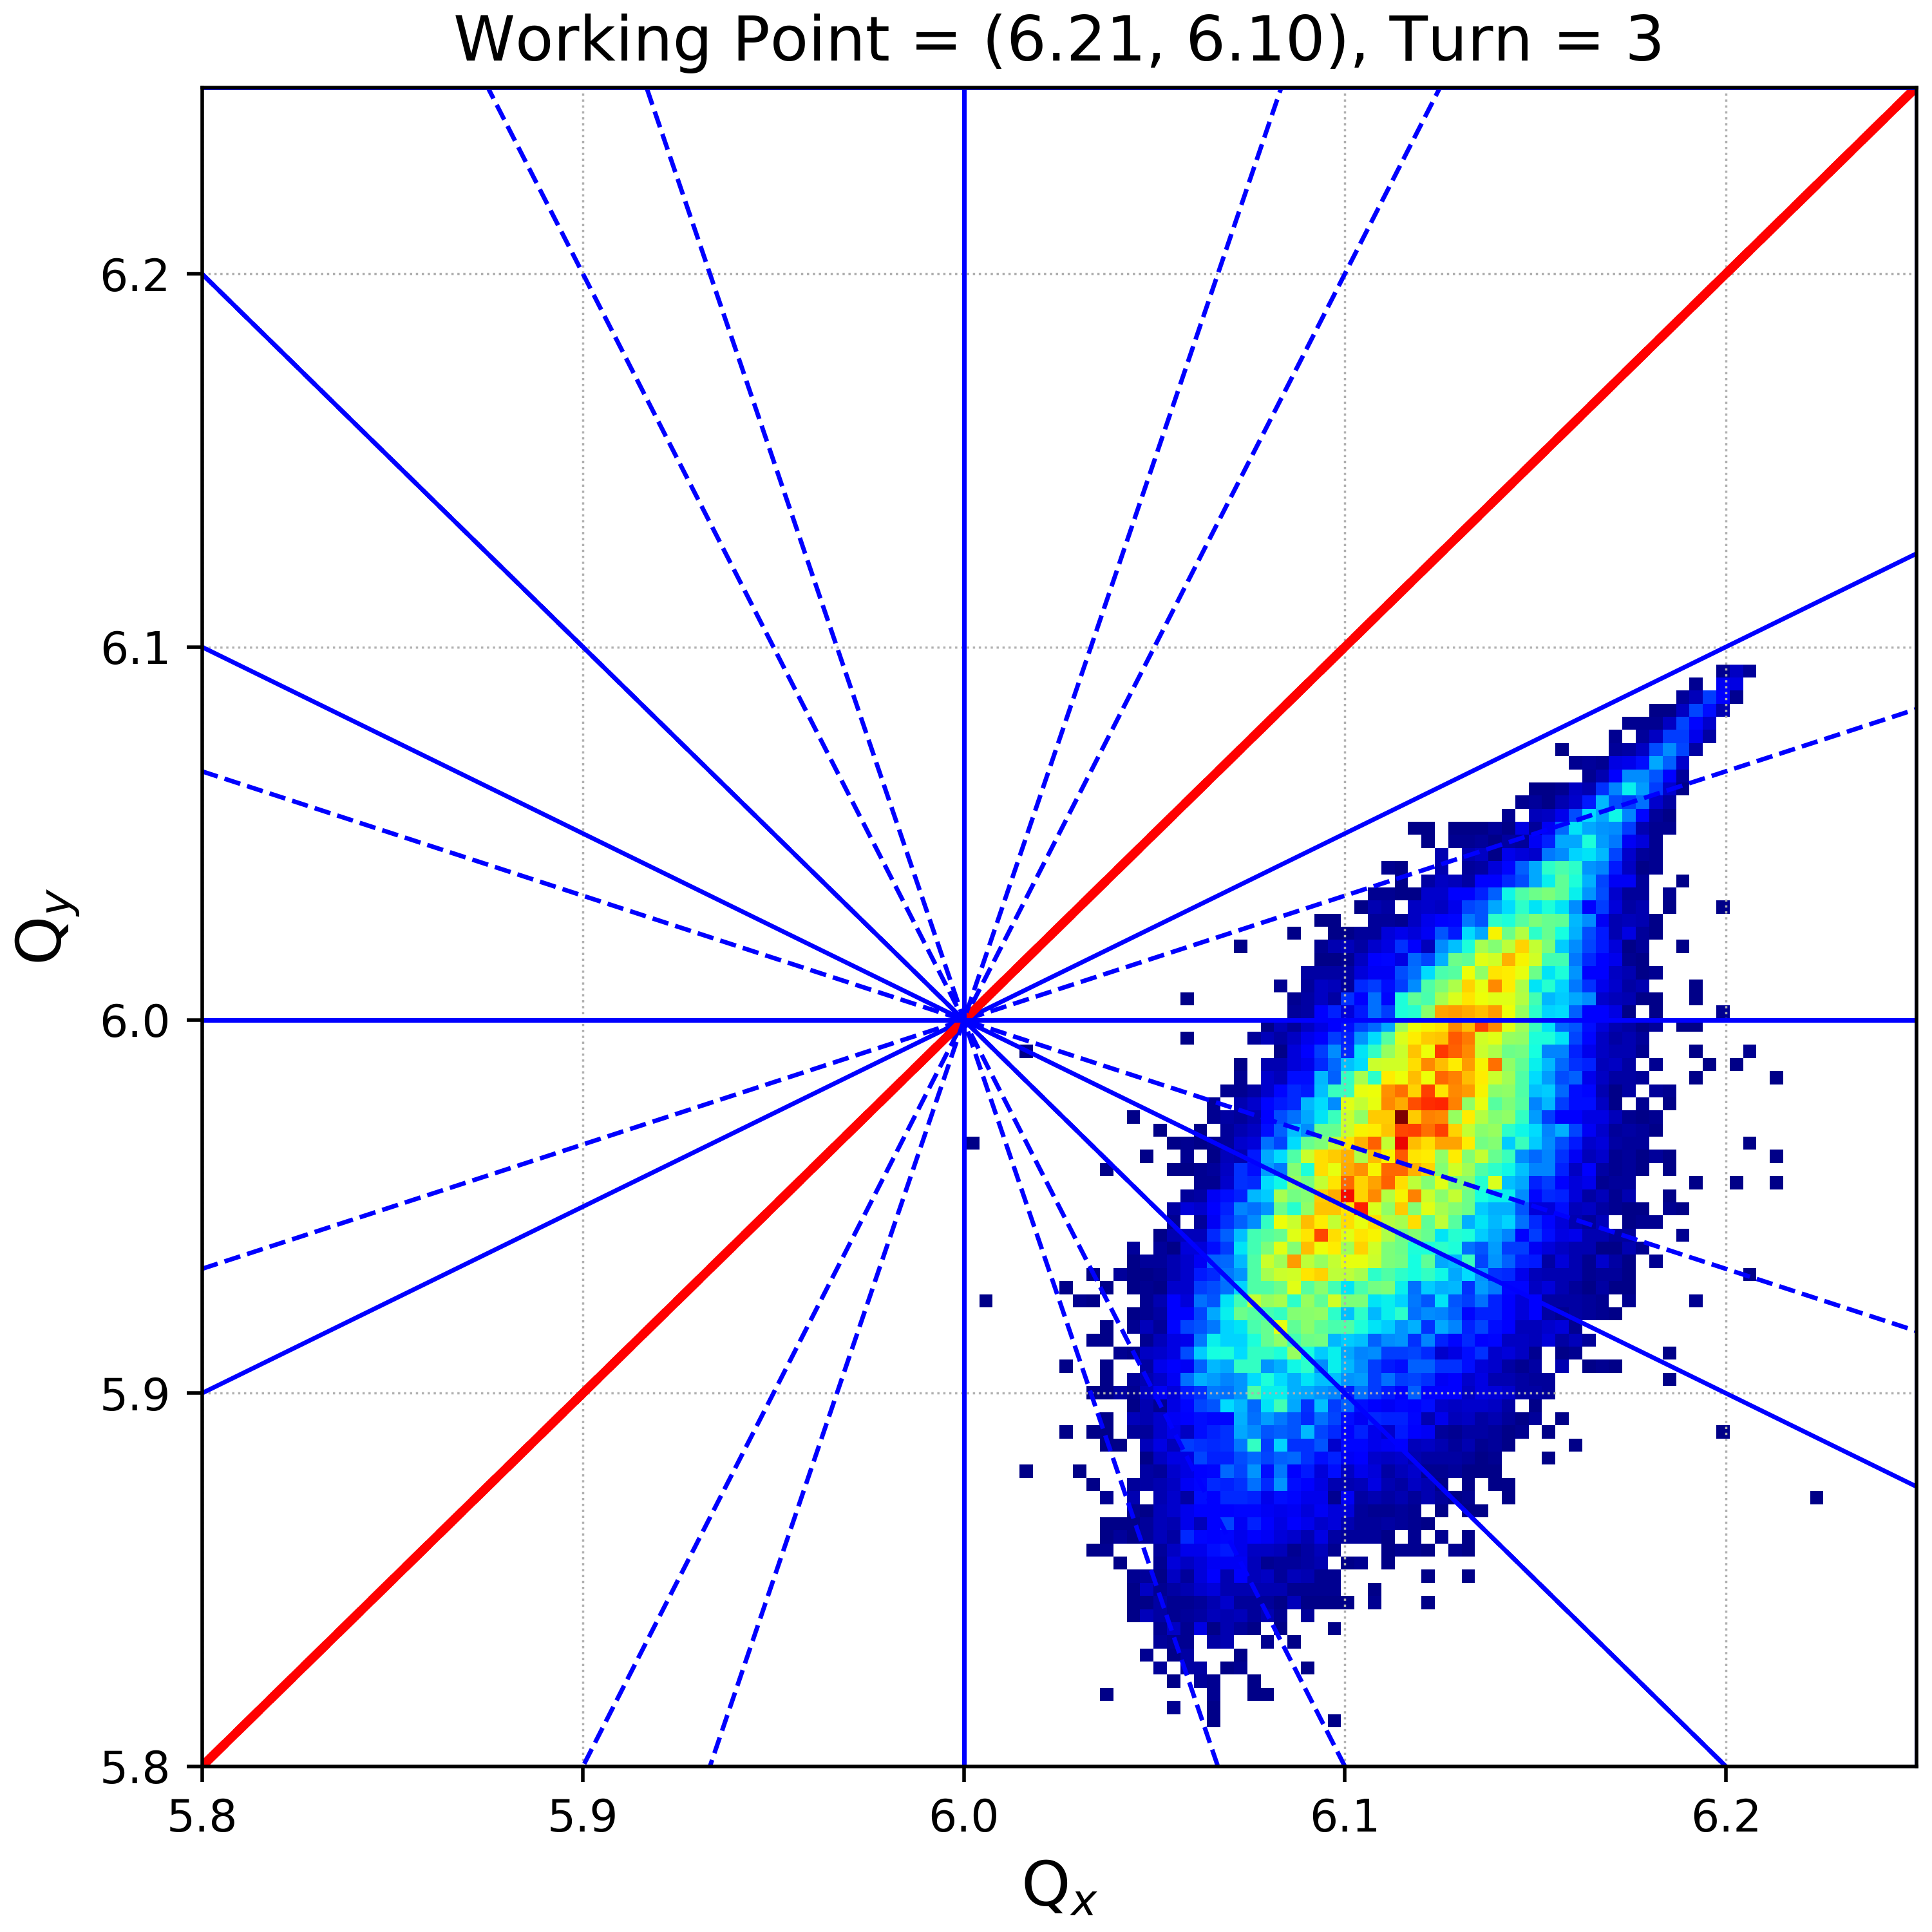 Working Point = (6.21, 6.10), Turn = 3
6.2
6.1
6.0
5.9
5.8
Qy
5.8 5.9 6.0 6.1 6.2
Qx